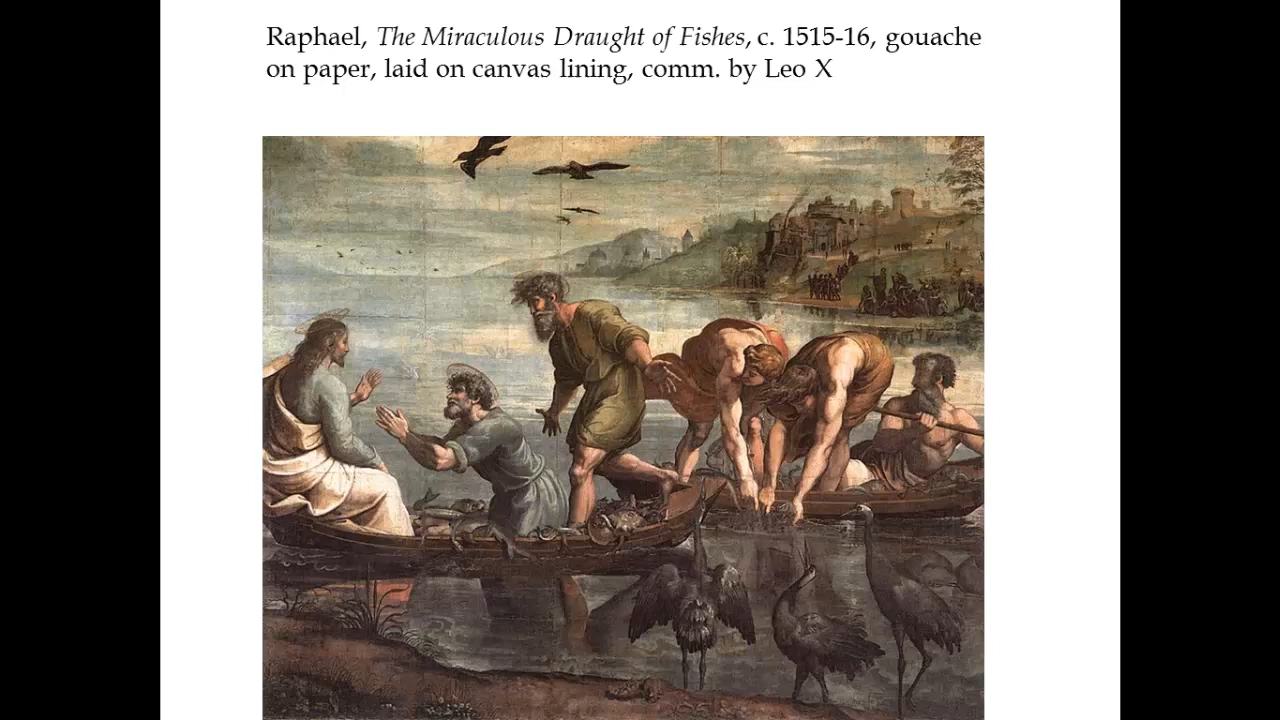 Raphael, The Miraculous Draught of Fishes, c. 1515-16, gouache
on paper, laid on canvas lining, comm. by Leo X